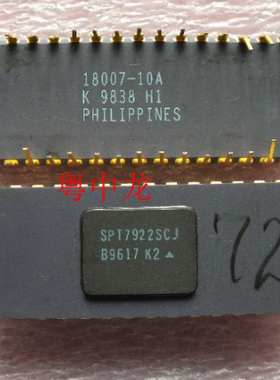 18007-10A
K 9838 H1
PHILIPPINES
粤中龙
SPT7922SCJ
B9617 K2 ▲
72